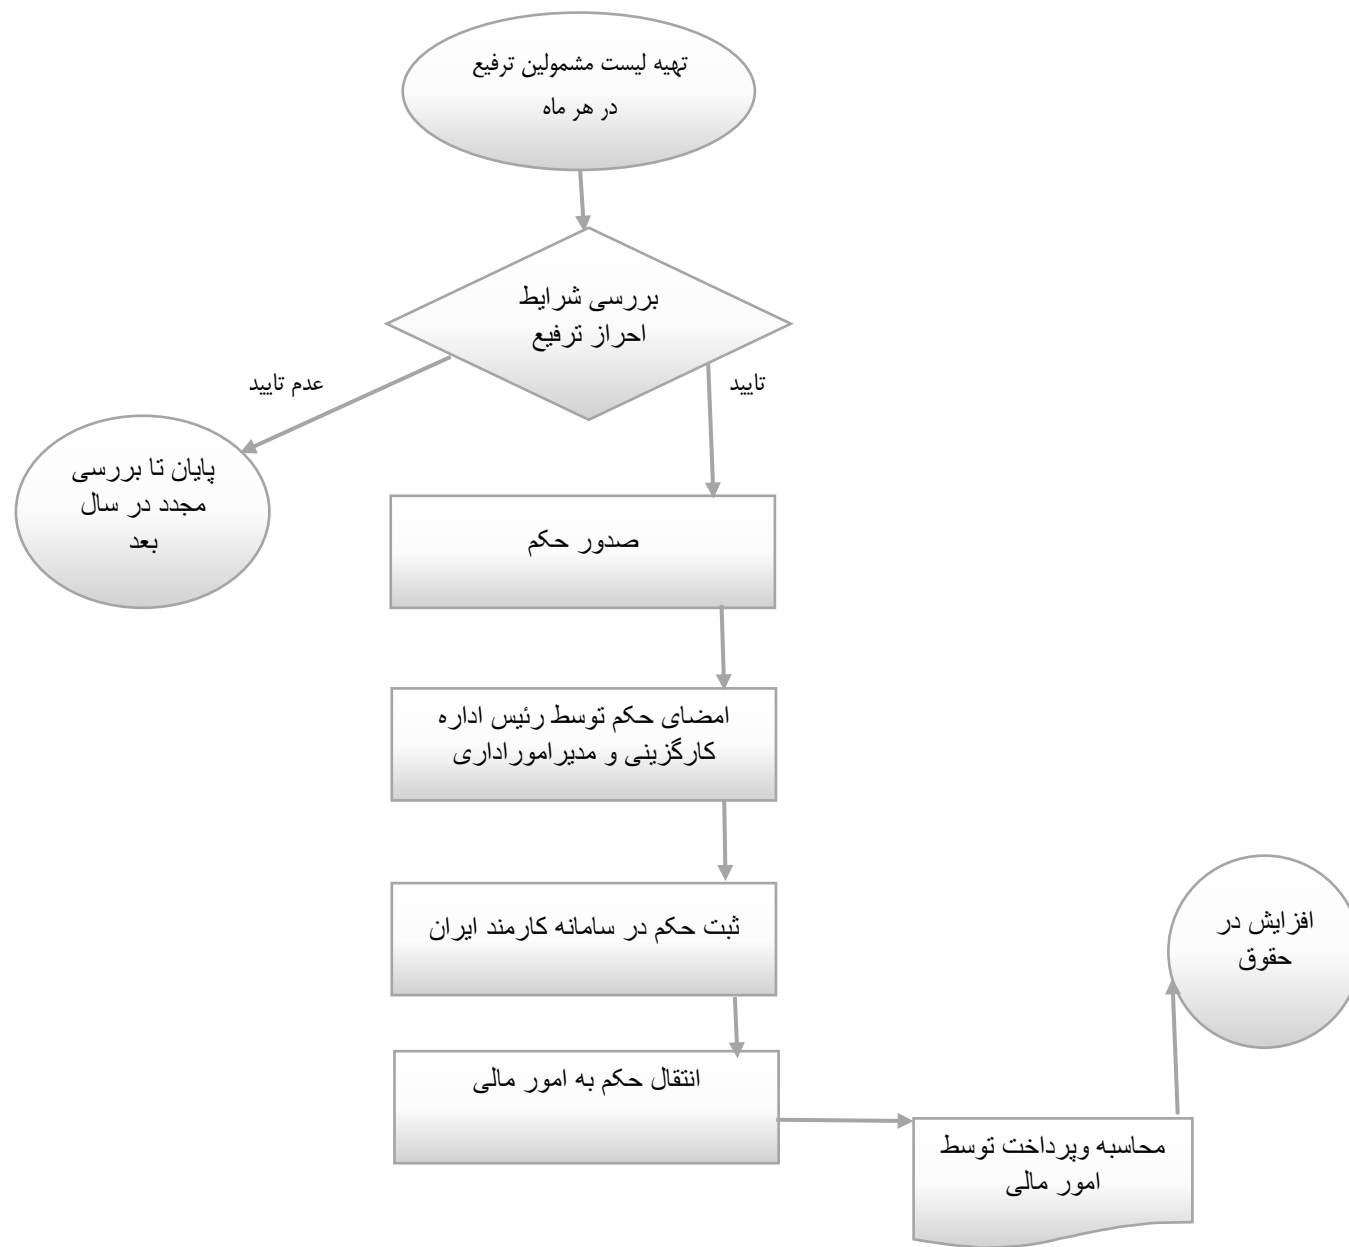 تهیه لیست مشمولین ترفیع
در هر ماه
بررسی شرایط
احراز ترفیع
تایید
عدم تایید
پایان تا بررسی
مجدد در سال
بعد
صدور حکم
امضای حکم توسط رئیس اداره
کارگزینی و مدیراموراداری
ثبت حکم در سامانه کارمند ایران
انتقال حکم به امور مالی
محاسبه وپرداخت توسط
امور مالی
افزایش در
حقوق